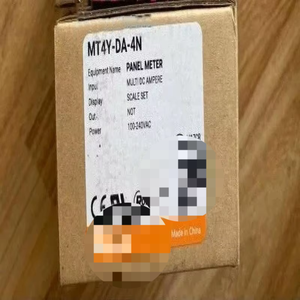 MT4Y-DA-4N
Equipment Name PANEL METER
Input MULTI DC AMPERE
Display SCALE SET
Out NOT
Power 100-240VAC
CE
Made in China